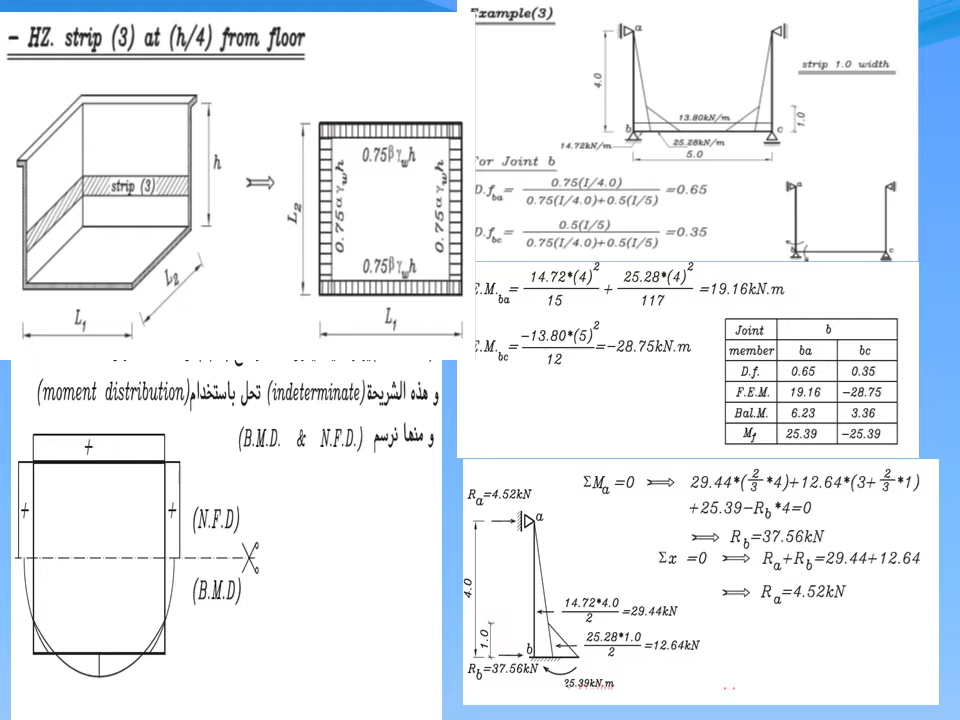 - HZ. strip (3) at (h/4) from floor
strip (3)
h
L2
L1
0.75βγwh
0.75αγwh
0.75αγwh
0.75βγwh
L2
L1
و هذه الشريحة (indeterminate) تحل باستخدام (moment distribution)
و منها نرسم (B.M.D. & N.F.D.)
+
+
+
(N.F.D)
(B.M.D)
Example(3)
a
4.0
strip 1.0 width
13.80kN/m
1.0
b
c
14.72kN/m
25.28kN/m
5.0
For Joint b
D.f.ba = 0.75(I/4.0) / 0.75(I/4.0)+0.5(I/5) =0.65
D.f.bc = 0.5(I/5) / 0.75(I/4.0)+0.5(I/5) =0.35
a
b
c
E.M.ba = 14.72*(4)² / 15 + 25.28*(4)² / 117 =19.16kN.m
E.M.bc = -13.80*(5)² / 12 =-28.75kN.m
Joint b
member ba bc
D.f. 0.65 0.35
F.E.M. 19.16 -28.75
Bal.M. 6.23 3.36
Mf 25.39 -25.39
ΣMa=0 ⟹ 29.44*(2/3*4)+12.64*(3+2/3*1)
+25.39-Rb*4=0
⟹ Rb=37.56kN
Σx =0 ⟹ Ra+Rb=29.44+12.64
⟹ Ra=4.52kN
Ra=4.52kN
a
4.0
14.72*4.0 / 2 =29.44kN
1.0
25.28*1.0 / 2 =12.64kN
b
Rb=37.56kN
25.39kN.m